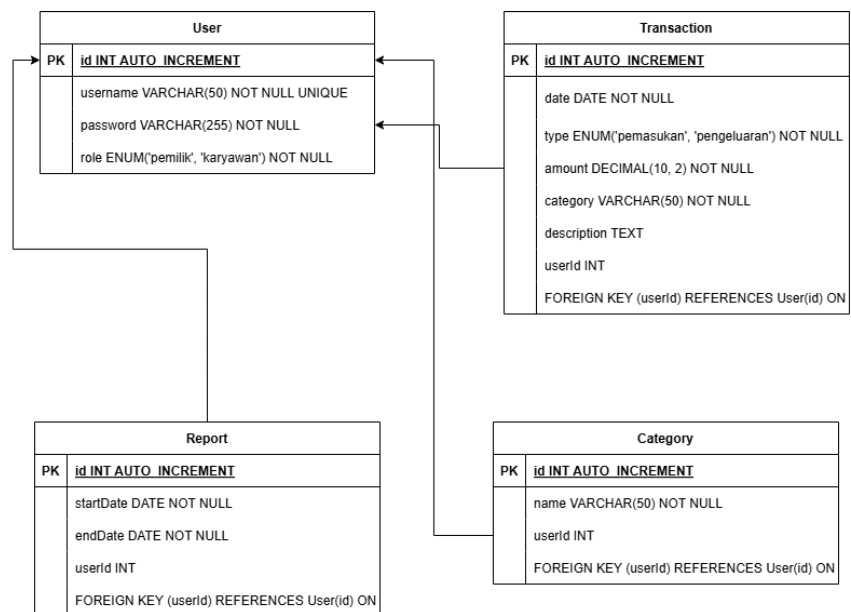 User
PK id INT AUTO_INCREMENT
username VARCHAR(50) NOT NULL UNIQUE
password VARCHAR(255) NOT NULL
role ENUM('pemilik', 'karyawan') NOT NULL
Transaction
PK id INT AUTO_INCREMENT
date DATE NOT NULL
type ENUM('pemasukan', 'pengeluaran') NOT NULL
amount DECIMAL(10, 2) NOT NULL
category VARCHAR(50) NOT NULL
description TEXT
userId INT
FOREIGN KEY (userId) REFERENCES User(id) ON
Report
PK id INT AUTO_INCREMENT
startDate DATE NOT NULL
endDate DATE NOT NULL
userId INT
FOREIGN KEY (userId) REFERENCES User(id) ON
Category
PK id INT AUTO_INCREMENT
name VARCHAR(50) NOT NULL
userId INT
FOREIGN KEY (userId) REFERENCES User(id) ON